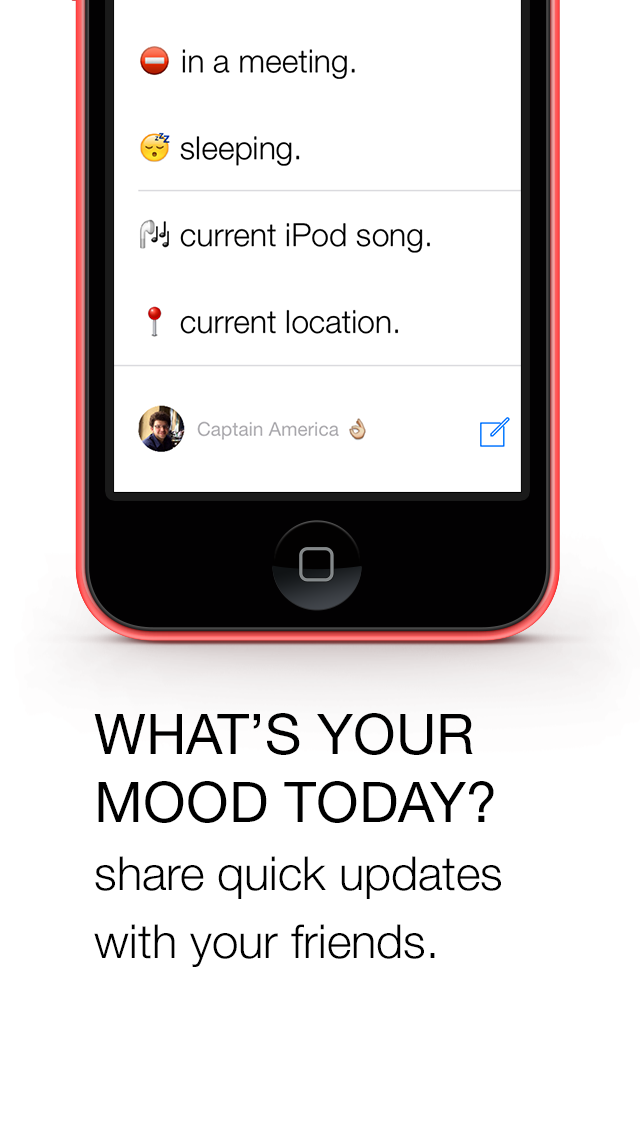 ⛔ in a meeting.
😴 sleeping.
🎧 current iPod song.
📍 current location.
Captain America 👌
WHAT’S YOUR
MOOD TODAY?
share quick updates
with your friends.